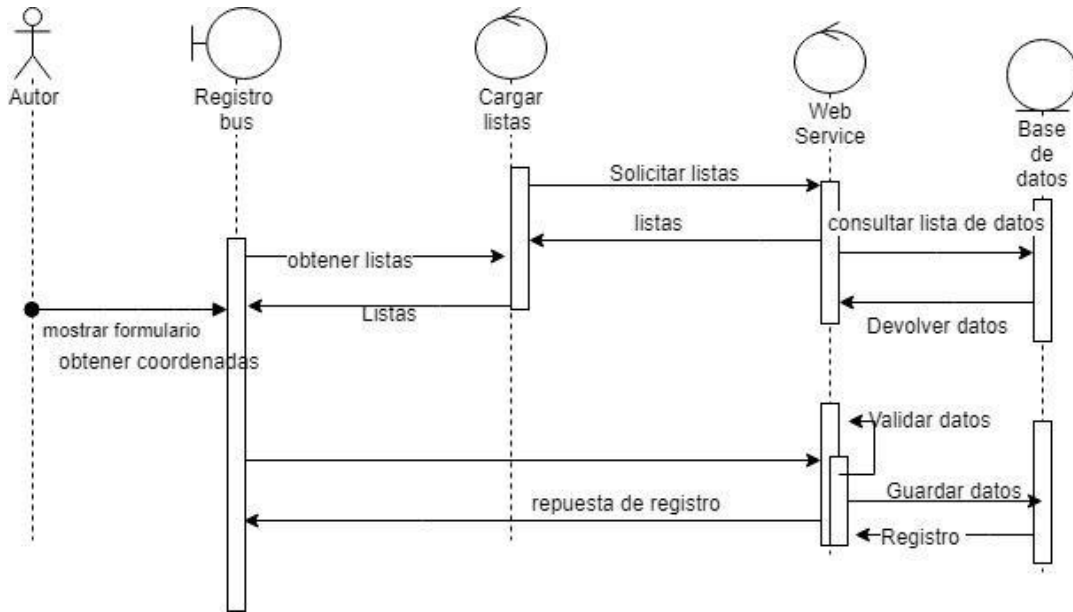 Autor
Registro
bus
Cargar
listas
Web
Service
Base
de
datos
Solicitar listas
listas
consultar lista de datos
obtener listas
Listas
Devolver datos
mostrar formulario
obtener coordenadas
Validar datos
Guardar datos
repuesta de registro
Registro